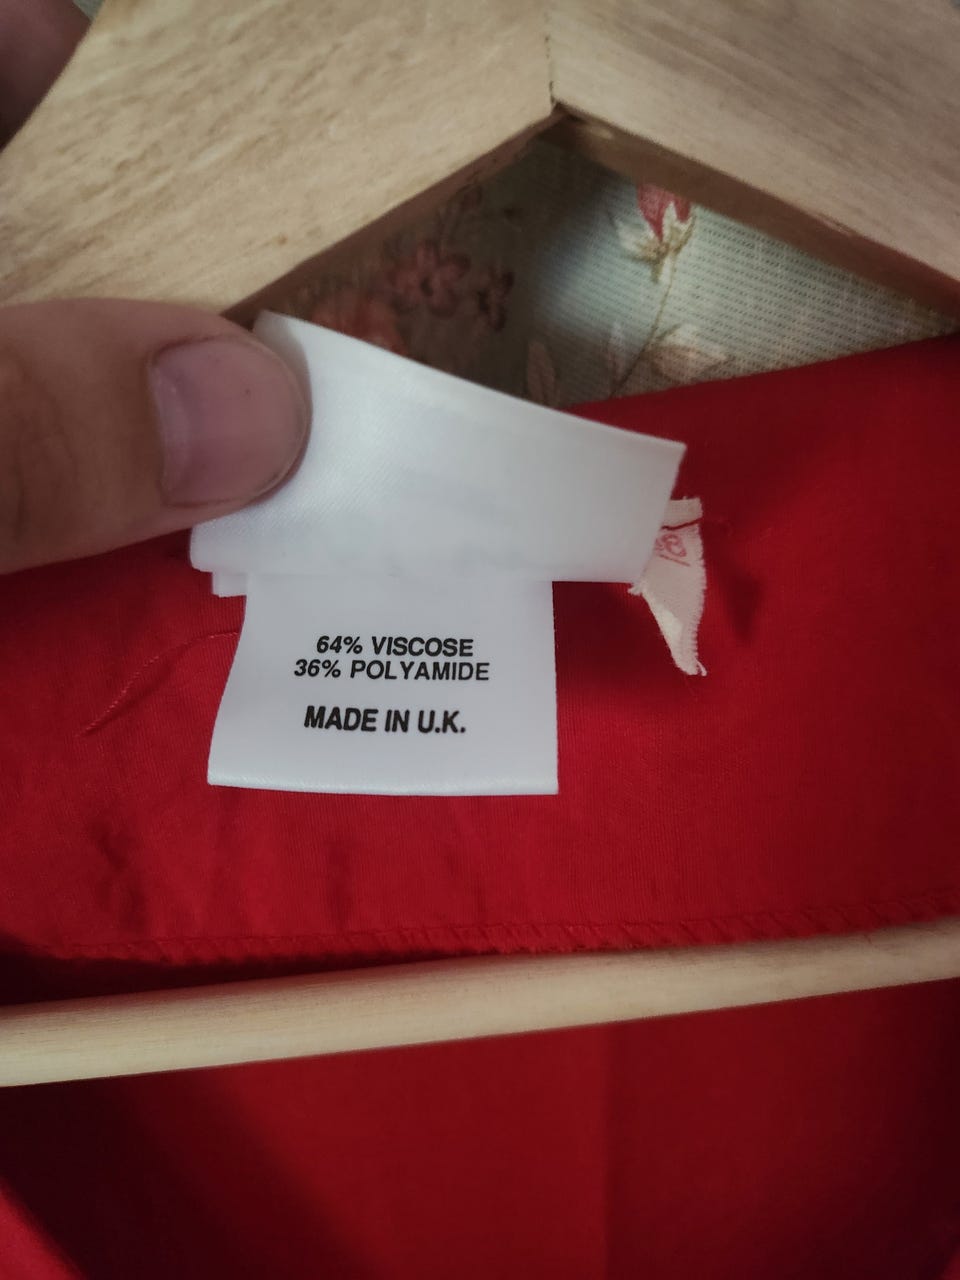 64% VISCOSE
36% POLYAMIDE
MADE IN U.K.